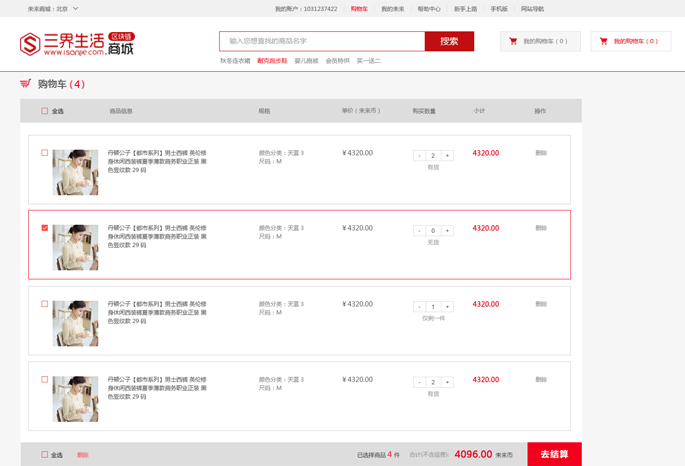 未来商城：北京
我的账户：1031237422 购物车 我的未来 帮助中心 新手上路 手机版 网站导航
三界生活 区块链 商城
www.isanjie.com
输入您想查找的商品名字 搜索
我的购物车 ( 0 ) 我的购物车 ( 0 )
秋冬连衣裙 耐克跑步鞋 婴儿抱被 会员特供 买一送二
购物车 ( 4 )
全选 商品信息 规格 单价（未来币） 购买数量 小计 操作
丹顿公子【都市系列】男士西裤 英伦修 颜色分类：天蓝 3 ¥ 4320.00 - 2 + 4320.00 删除
身休闲西装裤夏季薄款商务职业正装 黑 尺码：M
色竖纹款 29 码 有货
丹顿公子【都市系列】男士西裤 英伦修 颜色分类：天蓝 3 ¥ 4320.00 - 0 + 4320.00 删除
身休闲西装裤夏季薄款商务职业正装 黑 尺码：M
色竖纹款 29 码 无货
丹顿公子【都市系列】男士西裤 英伦修 颜色分类：天蓝 3 ¥ 4320.00 - 1 + 4320.00 删除
身休闲西装裤夏季薄款商务职业正装 黑 尺码：M
色竖纹款 29 码 仅剩一件
丹顿公子【都市系列】男士西裤 英伦修 颜色分类：天蓝 3 ¥ 4320.00 - 2 + 4320.00 删除
身休闲西装裤夏季薄款商务职业正装 黑 尺码：M
色竖纹款 29 码 有货
全选 删除 已选择商品 4 件 合计(不含运费): 4096.00 未来币 去结算